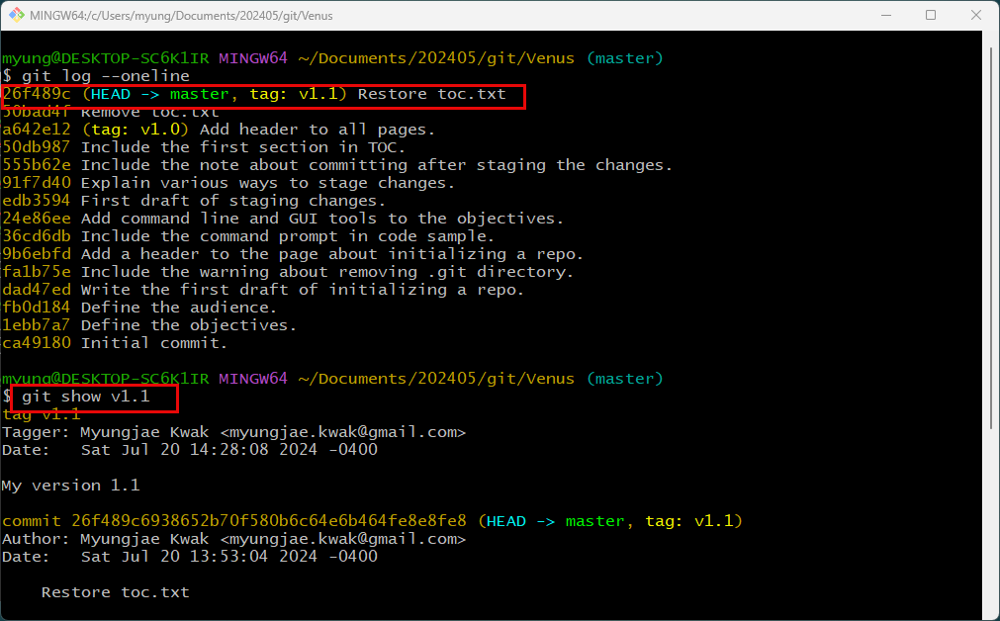 MINGW64:/c/Users/myung/Documents/202405/git/Venus
myung@DESKTOP-SC6K1IR MINGW64 ~/Documents/202405/git/Venus (master)
$ git log --oneline
26f489c (HEAD -> master, tag: v1.1) Restore toc.txt
50bad4f Remove toc.txt
a642e12 (tag: v1.0) Add header to all pages.
50db987 Include the first section in TOC.
555b62e Include the note about committing after staging the changes.
91f7d40 Explain various ways to stage changes.
edb3594 First draft of staging changes.
24e86ee Add command line and GUI tools to the objectives.
36cd6db Include the command prompt in code sample.
9b6ebfd Add a header to the page about initializing a repo.
fa1b75e Include the warning about removing .git directory.
dad47ed Write the first draft of initializing a repo.
fb0d184 Define the audience.
1ebb7a7 Define the objectives.
ca49180 Initial commit.
myung@DESKTOP-SC6K1IR MINGW64 ~/Documents/202405/git/Venus (master)
$ git show v1.1
tag v1.1
Tagger: Myungjae Kwak <myungjae.kwak@gmail.com>
Date:   Sat Jul 20 14:28:08 2024 -0400
My version 1.1
commit 26f489c6938652b70f580b6c64e6b464fe8e8fe8 (HEAD -> master, tag: v1.1)
Author: Myungjae Kwak <myungjae.kwak@gmail.com>
Date:   Sat Jul 20 13:53:04 2024 -0400
Restore toc.txt